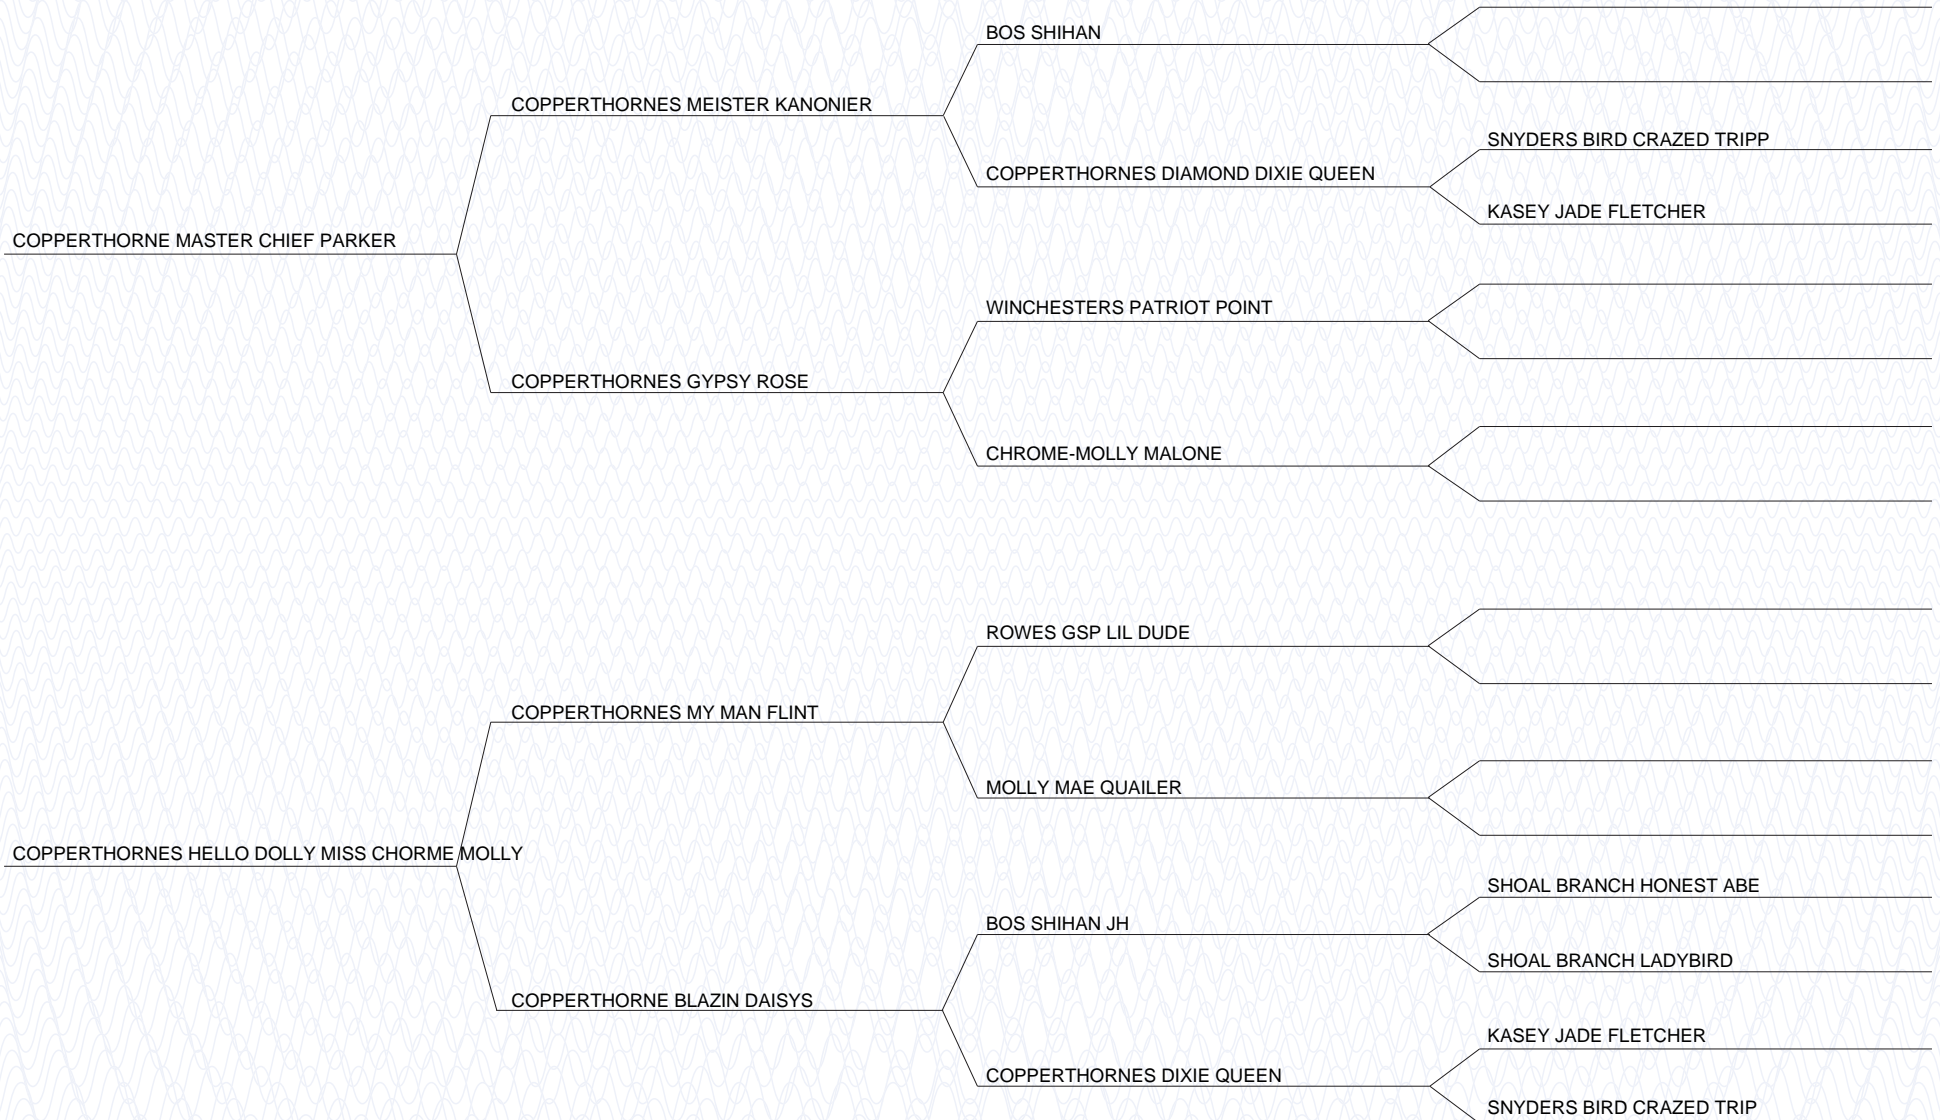 BOS SHIHAN
COPPERTHORNES MEISTER KANONIER
SNYDERS BIRD CRAZED TRIPP
COPPERTHORNES DIAMOND DIXIE QUEEN
KASEY JADE FLETCHER
COPPERTHORNE MASTER CHIEF PARKER
WINCHESTERS PATRIOT POINT
COPPERTHORNES GYPSY ROSE
CHROME-MOLLY MALONE
ROWES GSP LIL DUDE
COPPERTHORNES MY MAN FLINT
MOLLY MAE QUAILER
COPPERTHORNES HELLO DOLLY MISS CHORME MOLLY
SHOAL BRANCH HONEST ABE
BOS SHIHAN JH
SHOAL BRANCH LADYBIRD
COPPERTHORNE BLAZIN DAISYS
KASEY JADE FLETCHER
COPPERTHORNES DIXIE QUEEN
SNYDERS BIRD CRAZED TRIP